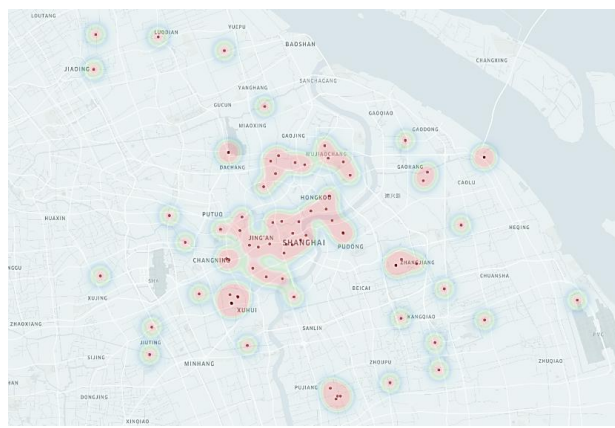 LOUTANG
YUEPU
LUODIAN
BAOSHAN
CHANGXING
JIADING
SANCHAGANG
YANGHANG
GUCUN
GAOQIAO
MIAOXING
GAODONG
GAOJING
WUJIAOCHANG
DACHANG
GAOHANG
CAOLU
HONGKOU
HUAXIN
PUTUO
HEQING
JING'AN
SHANGHAI
PUDONG
CHANGNING
ZHANGJIANG
CHUANSHA
XUJING
BEICAI
XUHUI
ZHAOXIANG
SANLIN
KANGQIAO
JIUTING
SIJING
MINHANG
ZHOUPU
ZHUQIAO
PUJIANG
DONGJING
XINQIAO